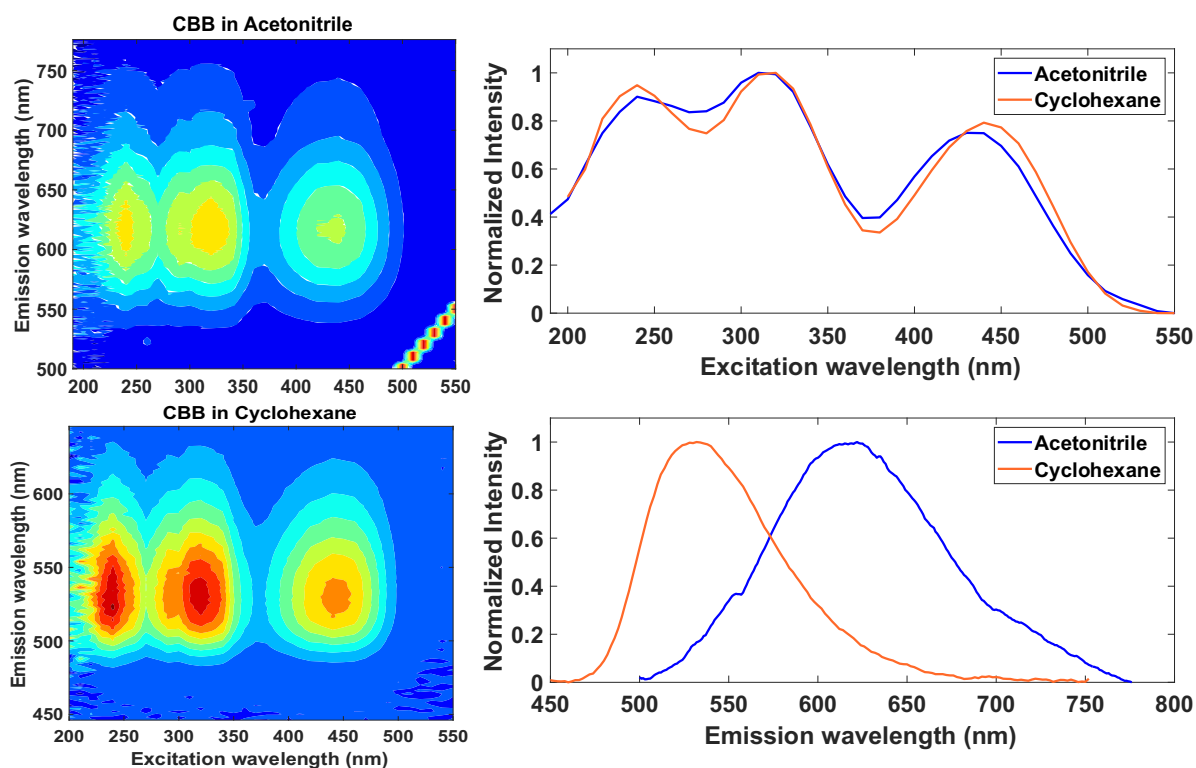 CBB in Acetonitrile
Emission wavelength (nm)
750
700
650
600
550
500
200 250 300 350 400 450 500 550
Normalized Intensity
1
0.8
0.6
0.4
0.2
0
200 250 300 350 400 450 500 550
Excitation wavelength (nm)
Acetonitrile
Cyclohexane
CBB in Cyclohexane
Emission wavelength (nm)
600
550
500
450
200 250 300 350 400 450 500 550
Excitation wavelength (nm)
Normalized Intensity
1
0.8
0.6
0.4
0.2
0
450 500 550 600 650 700 750 800
Emission wavelength (nm)
Acetonitrile
Cyclohexane